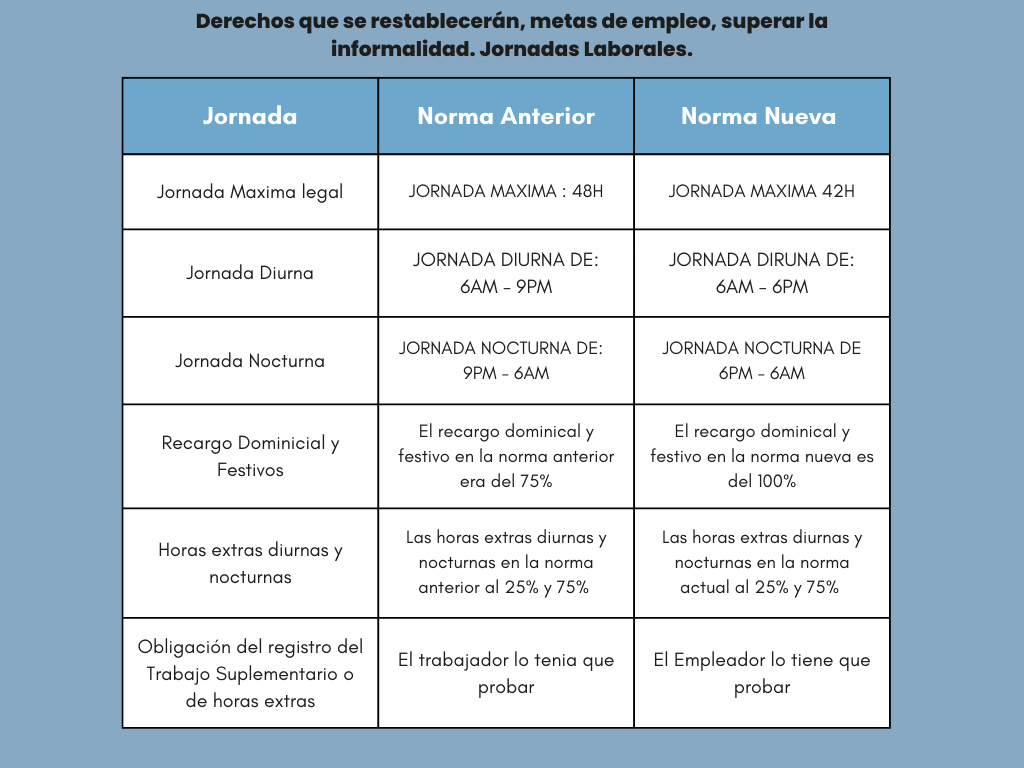 Derechos que se restablecerán, metas de empleo, superar la
informalidad. Jornadas Laborales.
Jornada
Norma Anterior
Norma Nueva
Jornada Maxima legal
JORNADA MAXIMA : 48H
JORNADA MAXIMA 42H
Jornada Diurna
JORNADA DIURNA DE:
6AM - 9PM
JORNADA DIRUNA DE:
6AM - 6PM
Jornada Nocturna
JORNADA NOCTURNA DE:
9PM - 6AM
JORNADA NOCTURNA DE
6PM - 6AM
Recargo Dominicial y
Festivos
El recargo dominical y
festivo en la norma anterior
era del 75%
El recargo dominical y
festivo en la norma nueva es
del 100%
Horas extras diurnas y
nocturnas
Las horas extras diurnas y
nocturnas en la norma
anterior al 25% y 75%
Las horas extras diurnas y
nocturnas en la norma
actual al 25% y 75%
Obligación del registro del
Trabajo Suplementario o
de horas extras
El trabajador lo tenia que
probar
El Empleador lo tiene que
probar